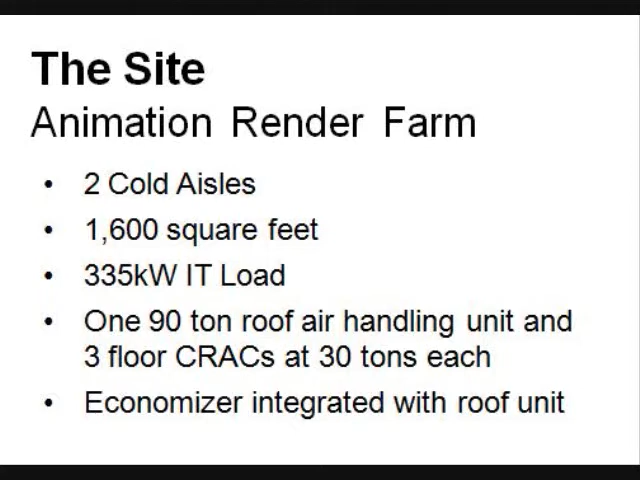 The Site
Animation Render Farm
• 2 Cold Aisles
• 1,600 square feet
• 335kW IT Load
• One 90 ton roof air handling unit and
3 floor CRACs at 30 tons each
• Economizer integrated with roof unit